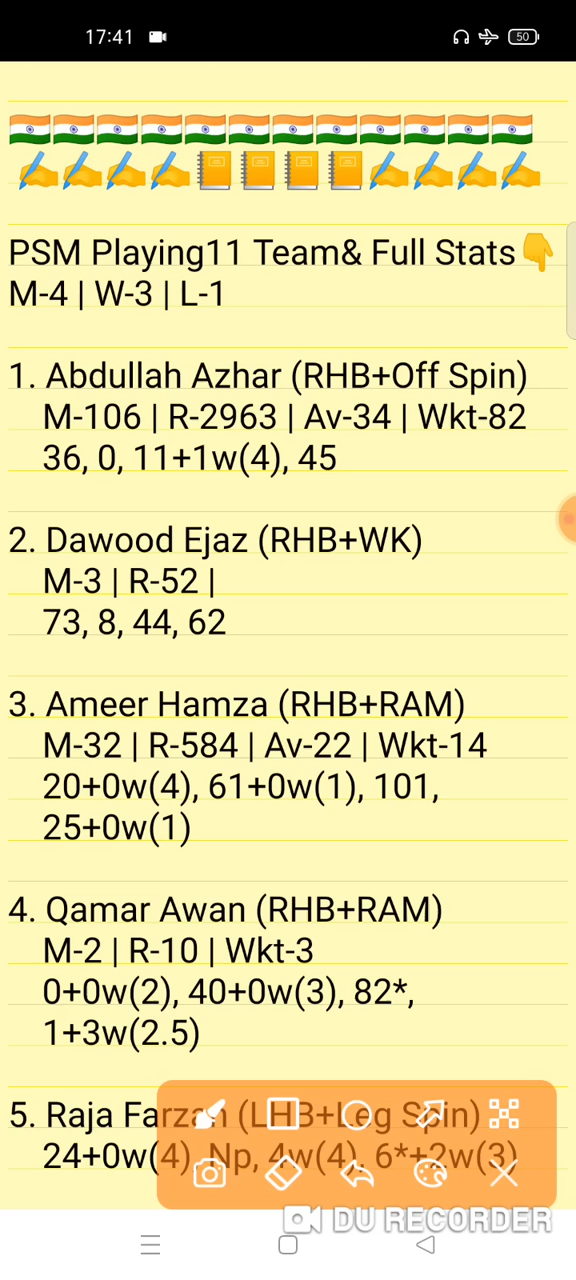 17:41
50
PSM Playing11 Team& Full Stats
M-4 | W-3 | L-1
1. Abdullah Azhar (RHB+Off Spin)
M-106 | R-2963 | Av-34 | Wkt-82
36, 0, 11+1w(4), 45
2. Dawood Ejaz (RHB+WK)
M-3 | R-52 |
73, 8, 44, 62
3. Ameer Hamza (RHB+RAM)
M-32 | R-584 | Av-22 | Wkt-14
20+0w(4), 61+0w(1), 101,
25+0w(1)
4. Qamar Awan (RHB+RAM)
M-2 | R-10 | Wkt-3
0+0w(2), 40+0w(3), 82*,
1+3w(2.5)
5. Raja Farzan (LHB+Leg Spin)
24+0w(4), Np, 4w(4), 6*+2w(3)
DU RECORDER